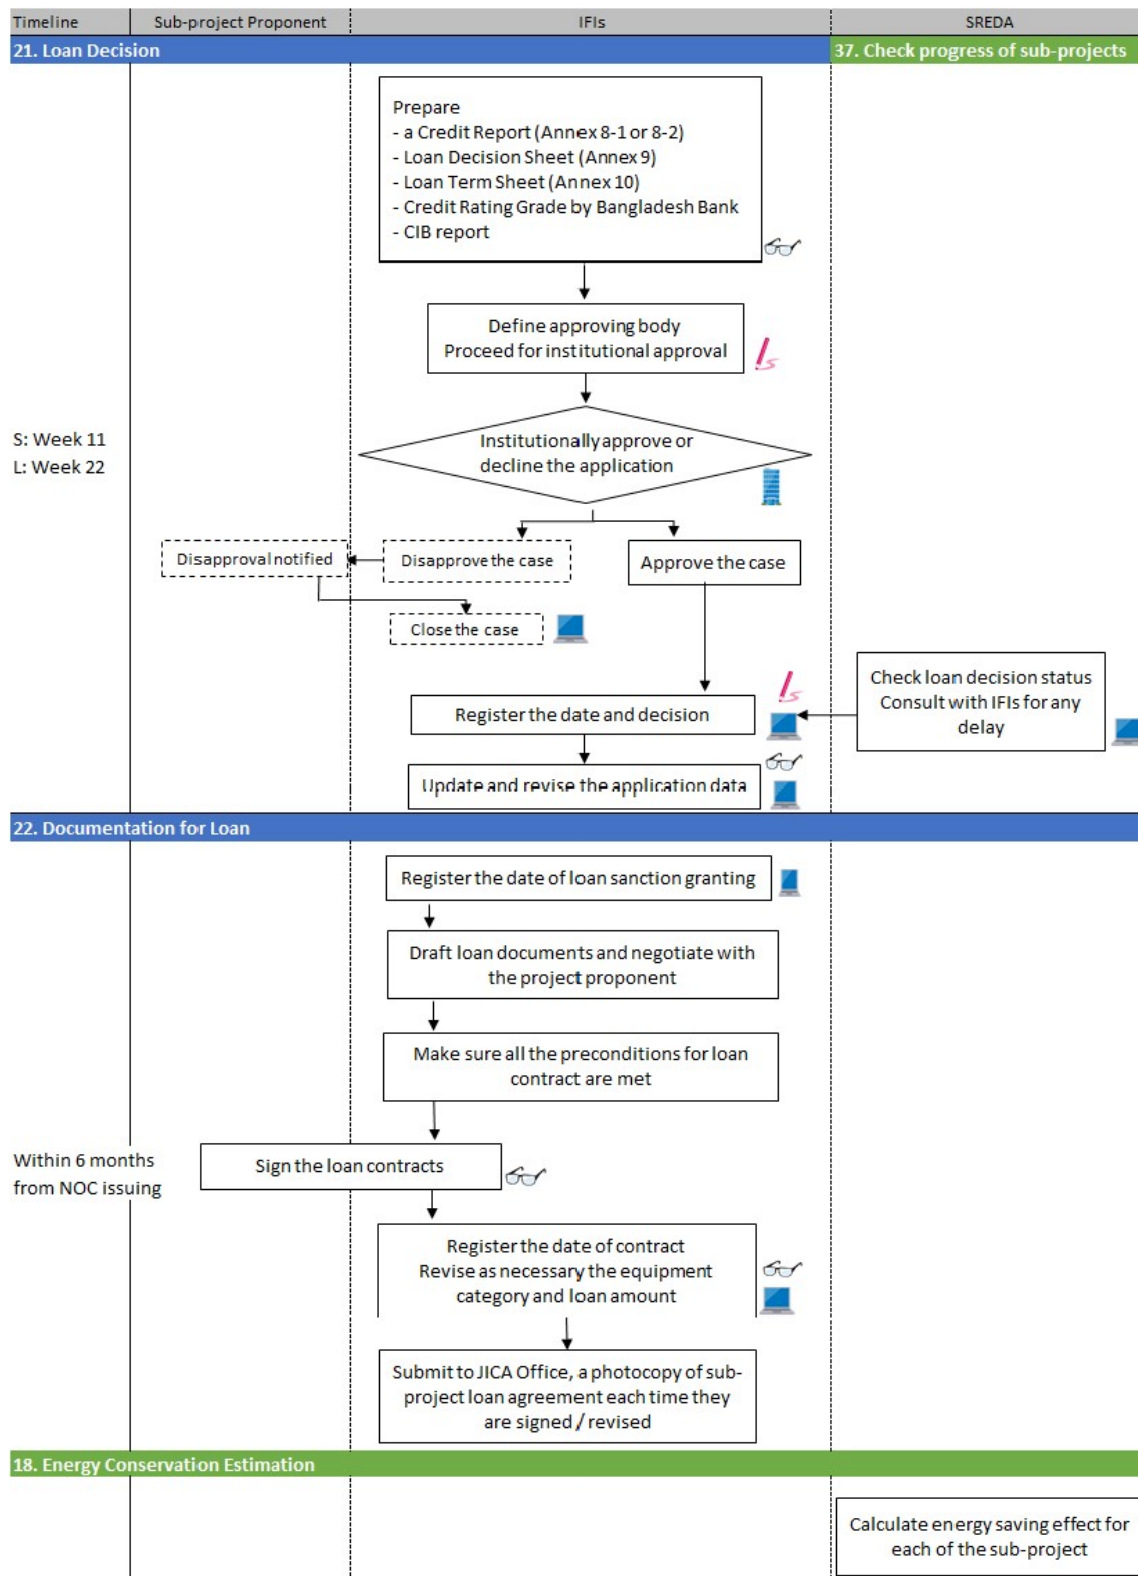 Timeline
Sub-project Proponent
IFIs
SREDA
21. Loan Decision
37. Check progress of sub-projects
Prepare
- a Credit Report (Annex 8-1 or 8-2)
- Loan Decision Sheet (Annex 9)
- Loan Term Sheet (Annex 10)
- Credit Rating Grade by Bangladesh Bank
- CIB report
Define approving body
Proceed for institutional approval
S: Week 11
L: Week 22
Institutionally approve or
decline the application
Disapproval notified
Disapprove the case
Approve the case
Close the case
Check loan decision status
Consult with IFIs for any
delay
Register the date and decision
Update and revise the application data
22. Documentation for Loan
Register the date of loan sanction granting
Draft loan documents and negotiate with
the project proponent
Make sure all the preconditions for loan
contract are met
Within 6 months
from NOC issuing
Sign the loan contracts
Register the date of contract
Revise as necessary the equipment
category and loan amount
Submit to JICA Office, a photocopy of sub-
project loan agreement each time they
are signed / revised
18. Energy Conservation Estimation
Calculate energy saving effect for
each of the sub-project